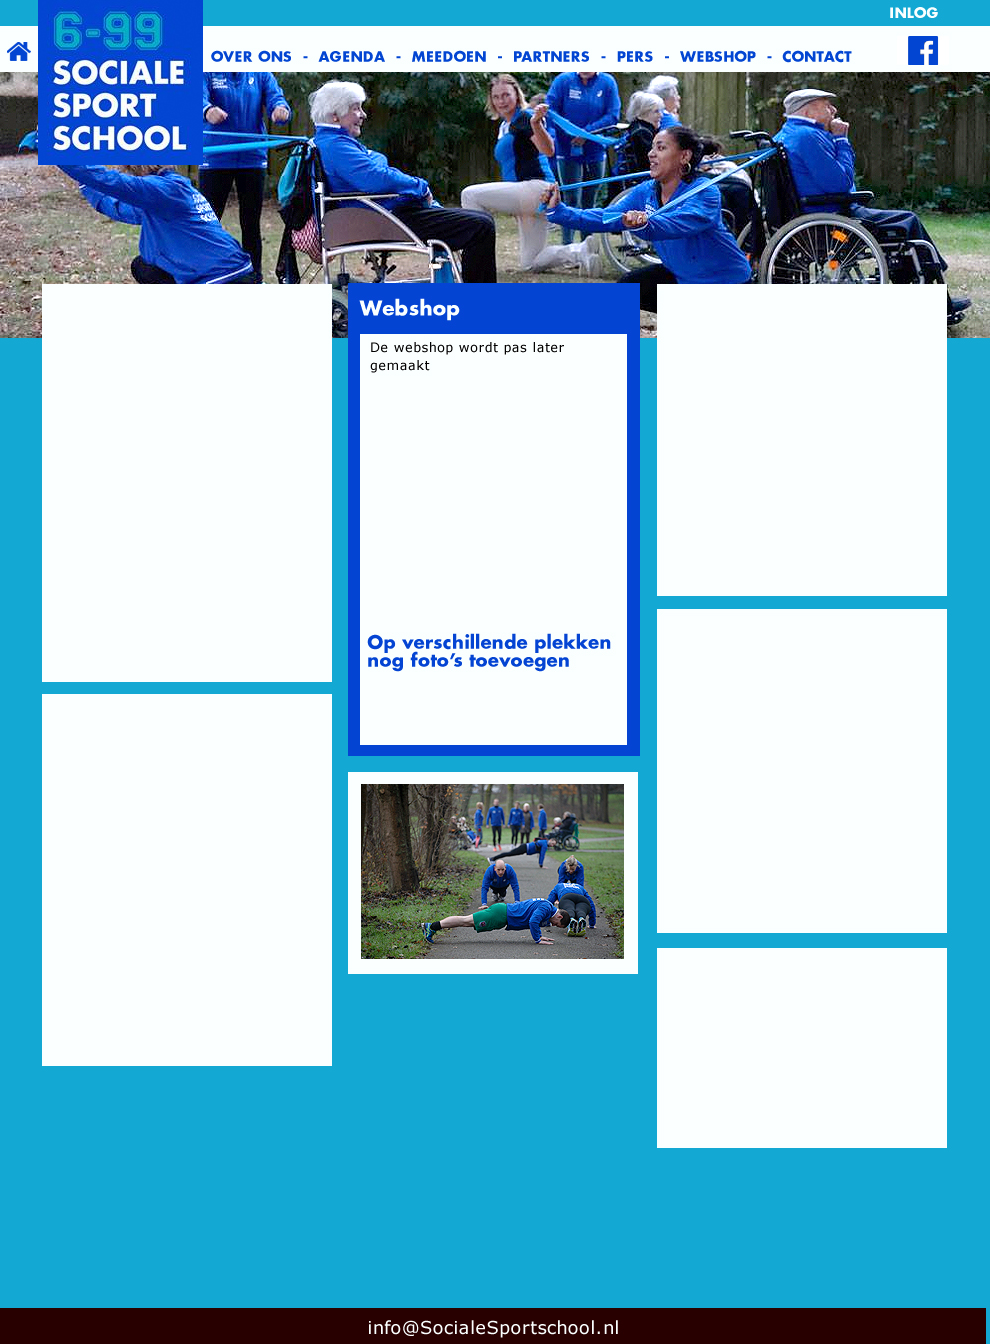 INLOG
6-99
SOCIALE
SPORT
SCHOOL
OVER ONS - AGENDA - MEEDOEN - PARTNERS - PERS - WEBSHOP - CONTACT
Webshop
De webshop wordt pas later
gemaakt
Op verschillende plekken
nog foto's toevoegen
info@SocialeSportschool.nl